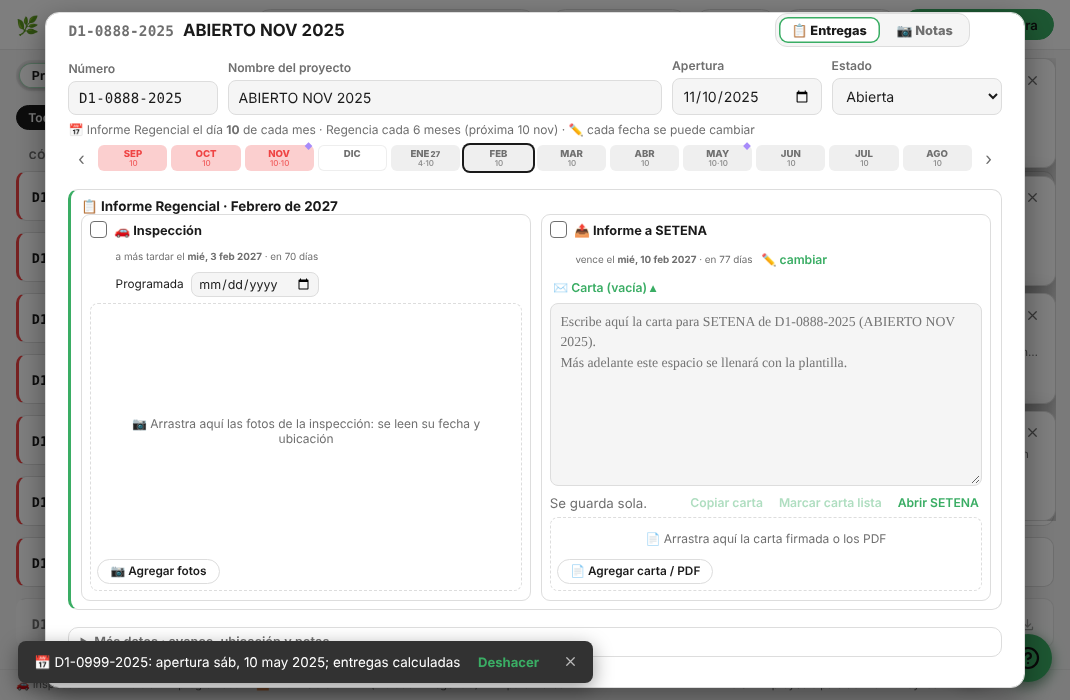 D1-0888-2025 ABIERTO NOV 2025
📋 Entregas 📷 Notas
Número Nombre del proyecto Apertura Estado
D1-0888-2025 ABIERTO NOV 2025 11/10/2025 Abierta
📅 Informe Regencial el día 10 de cada mes · Regencia cada 6 meses (próxima 10 nov) · ✏️ cada fecha se puede cambiar
‹ SEP OCT NOV DIC ENE27 FEB MAR ABR MAY JUN JUL AGO ›
10 10 10·10 4·10 10 10 10 10·10 10 10 10
📋 Informe Regencial · Febrero de 2027
🚗 Inspección
a más tardar el mié, 3 feb 2027 · en 70 días
Programada mm/dd/yyyy
📷 Arrastra aquí las fotos de la inspección: se leen su fecha y
ubicación
📷 Agregar fotos
📤 Informe a SETENA
vence el mié, 10 feb 2027 · en 77 días ✏️ cambiar
✉️ Carta (vacía) ▴
Escribe aquí la carta para SETENA de D1-0888-2025 (ABIERTO NOV
2025).
Más adelante este espacio se llenará con la plantilla.
Se guarda sola. Copiar carta Marcar carta lista Abrir SETENA
📄 Arrastra aquí la carta firmada o los PDF
📄 Agregar carta / PDF
📅 D1-0999-2025: apertura sáb, 10 may 2025; entregas calculadas Deshacer ✕